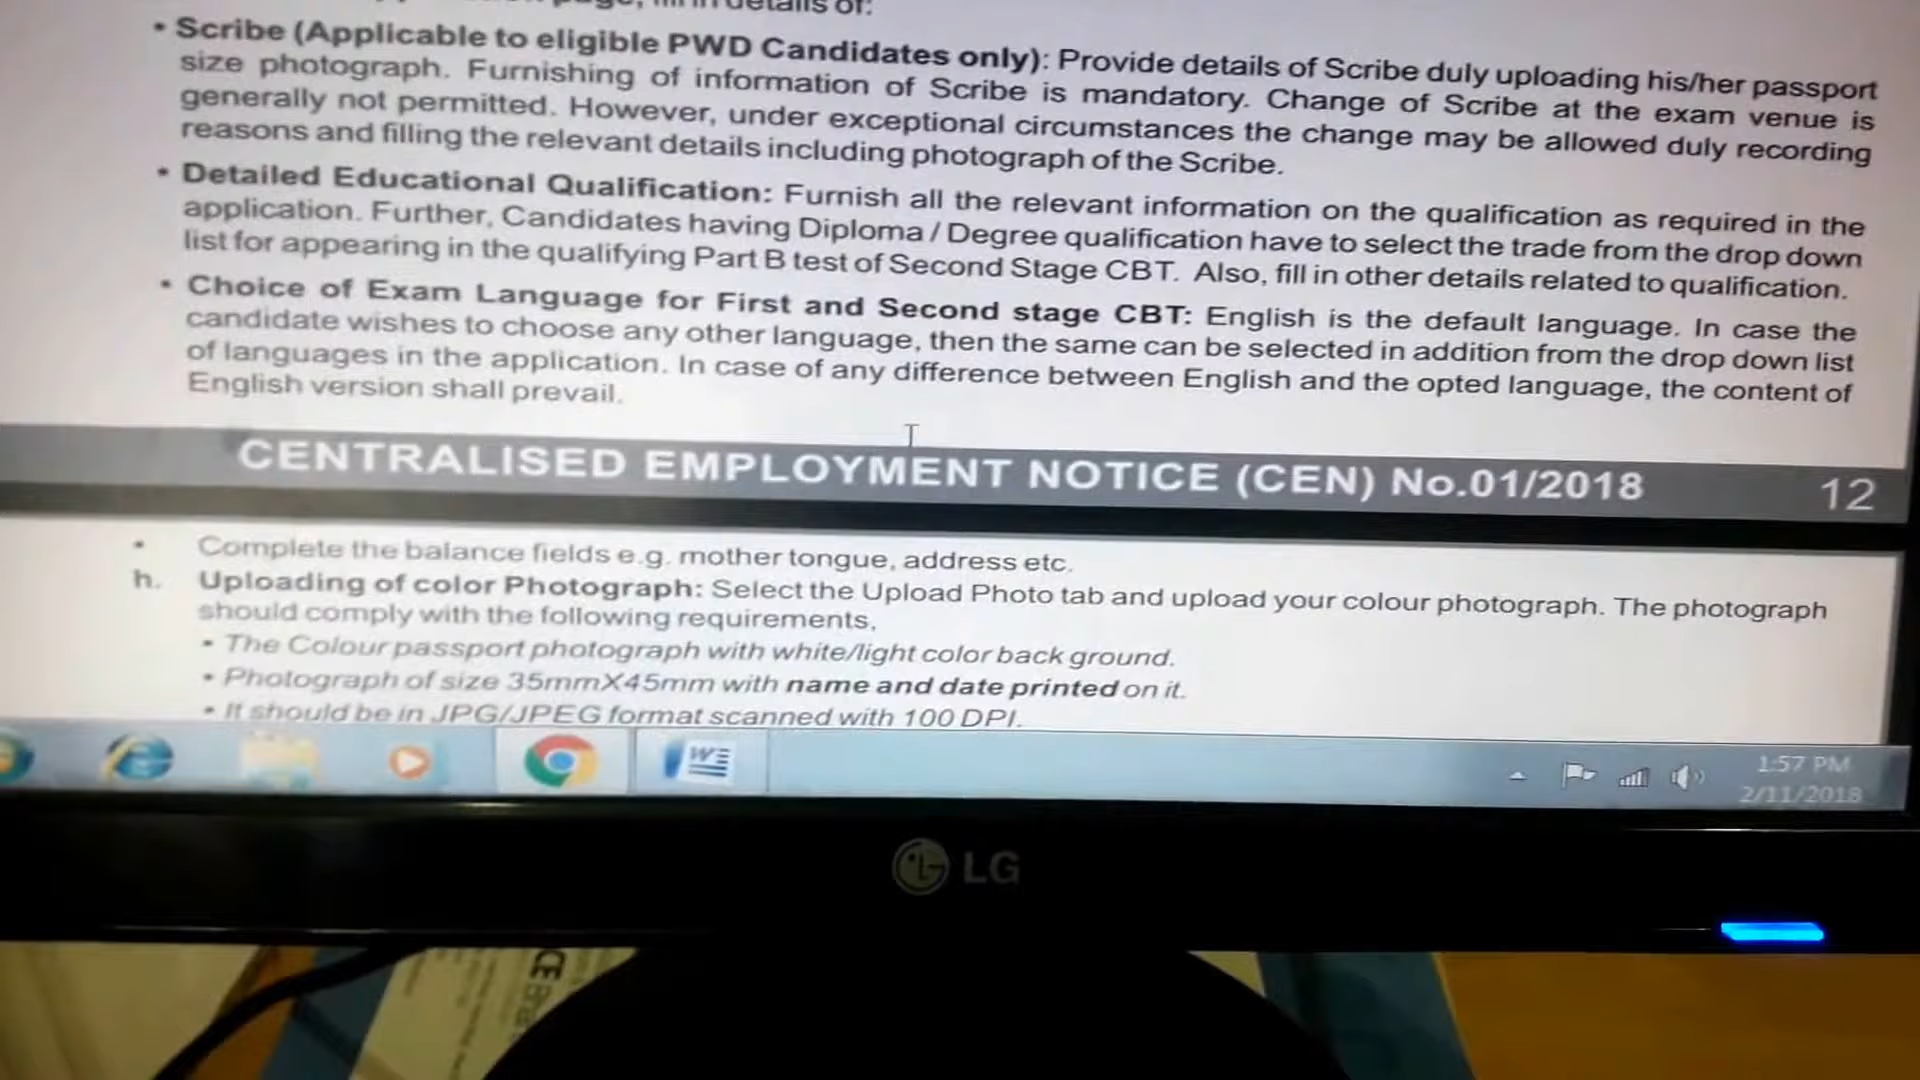 details of:
• Scribe (Applicable to eligible PWD Candidates only): Provide details of Scribe duly uploading his/her passport
size photograph. Furnishing of information of Scribe is mandatory. Change of Scribe at the exam venue is
generally not permitted. However, under exceptional circumstances the change may be allowed duly recording
reasons and filling the relevant details including photograph of the Scribe.
• Detailed Educational Qualification: Furnish all the relevant information on the qualification as required in the
application. Further, Candidates having Diploma / Degree qualification have to select the trade from the drop down
list for appearing in the qualifying Part B test of Second Stage CBT. Also, fill in other details related to qualification.
• Choice of Exam Language for First and Second stage CBT: English is the default language. In case the
candidate wishes to choose any other language, then the same can be selected in addition from the drop down list
of languages in the application. In case of any difference between English and the opted language, the content of
English version shall prevail.
CENTRALISED EMPLOYMENT NOTICE (CEN) No.01/2018 12
• Complete the balance fields e.g. mother tongue, address etc.
h. Uploading of color Photograph: Select the Upload Photo tab and upload your colour photograph. The photograph
should comply with the following requirements,
• The Colour passport photograph with white/light color back ground.
• Photograph of size 35mmX45mm with name and date printed on it.
• It should be in JPG/JPEG format scanned with 100 DPI.
1:57 PM
2/11/2018
LG